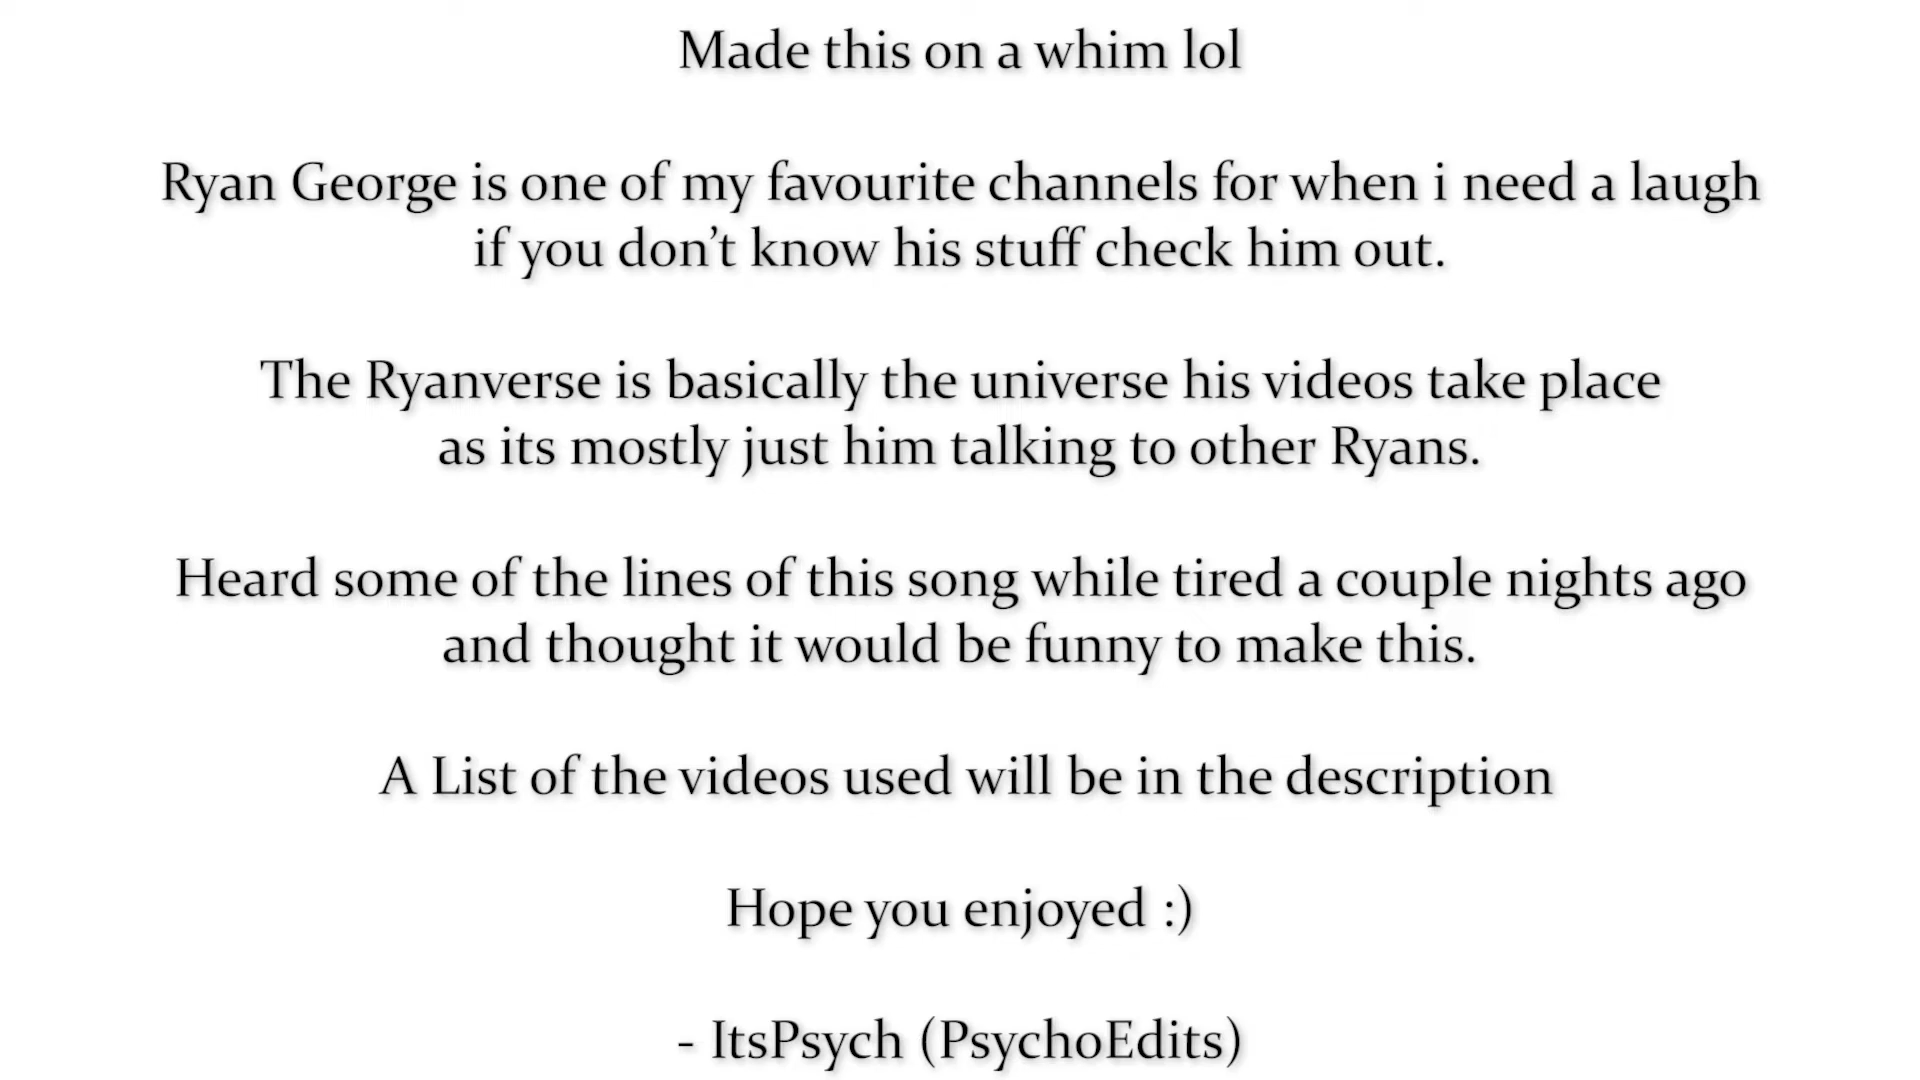 Made this on a whim lol
Ryan George is one of my favourite channels for when i need a laugh
if you don’t know his stuff check him out.
The Ryanverse is basically the universe his videos take place
as its mostly just him talking to other Ryans.
Heard some of the lines of this song while tired a couple nights ago
and thought it would be funny to make this.
A List of the videos used will be in the description
Hope you enjoyed :)
- ItsPsych (PsychoEdits)